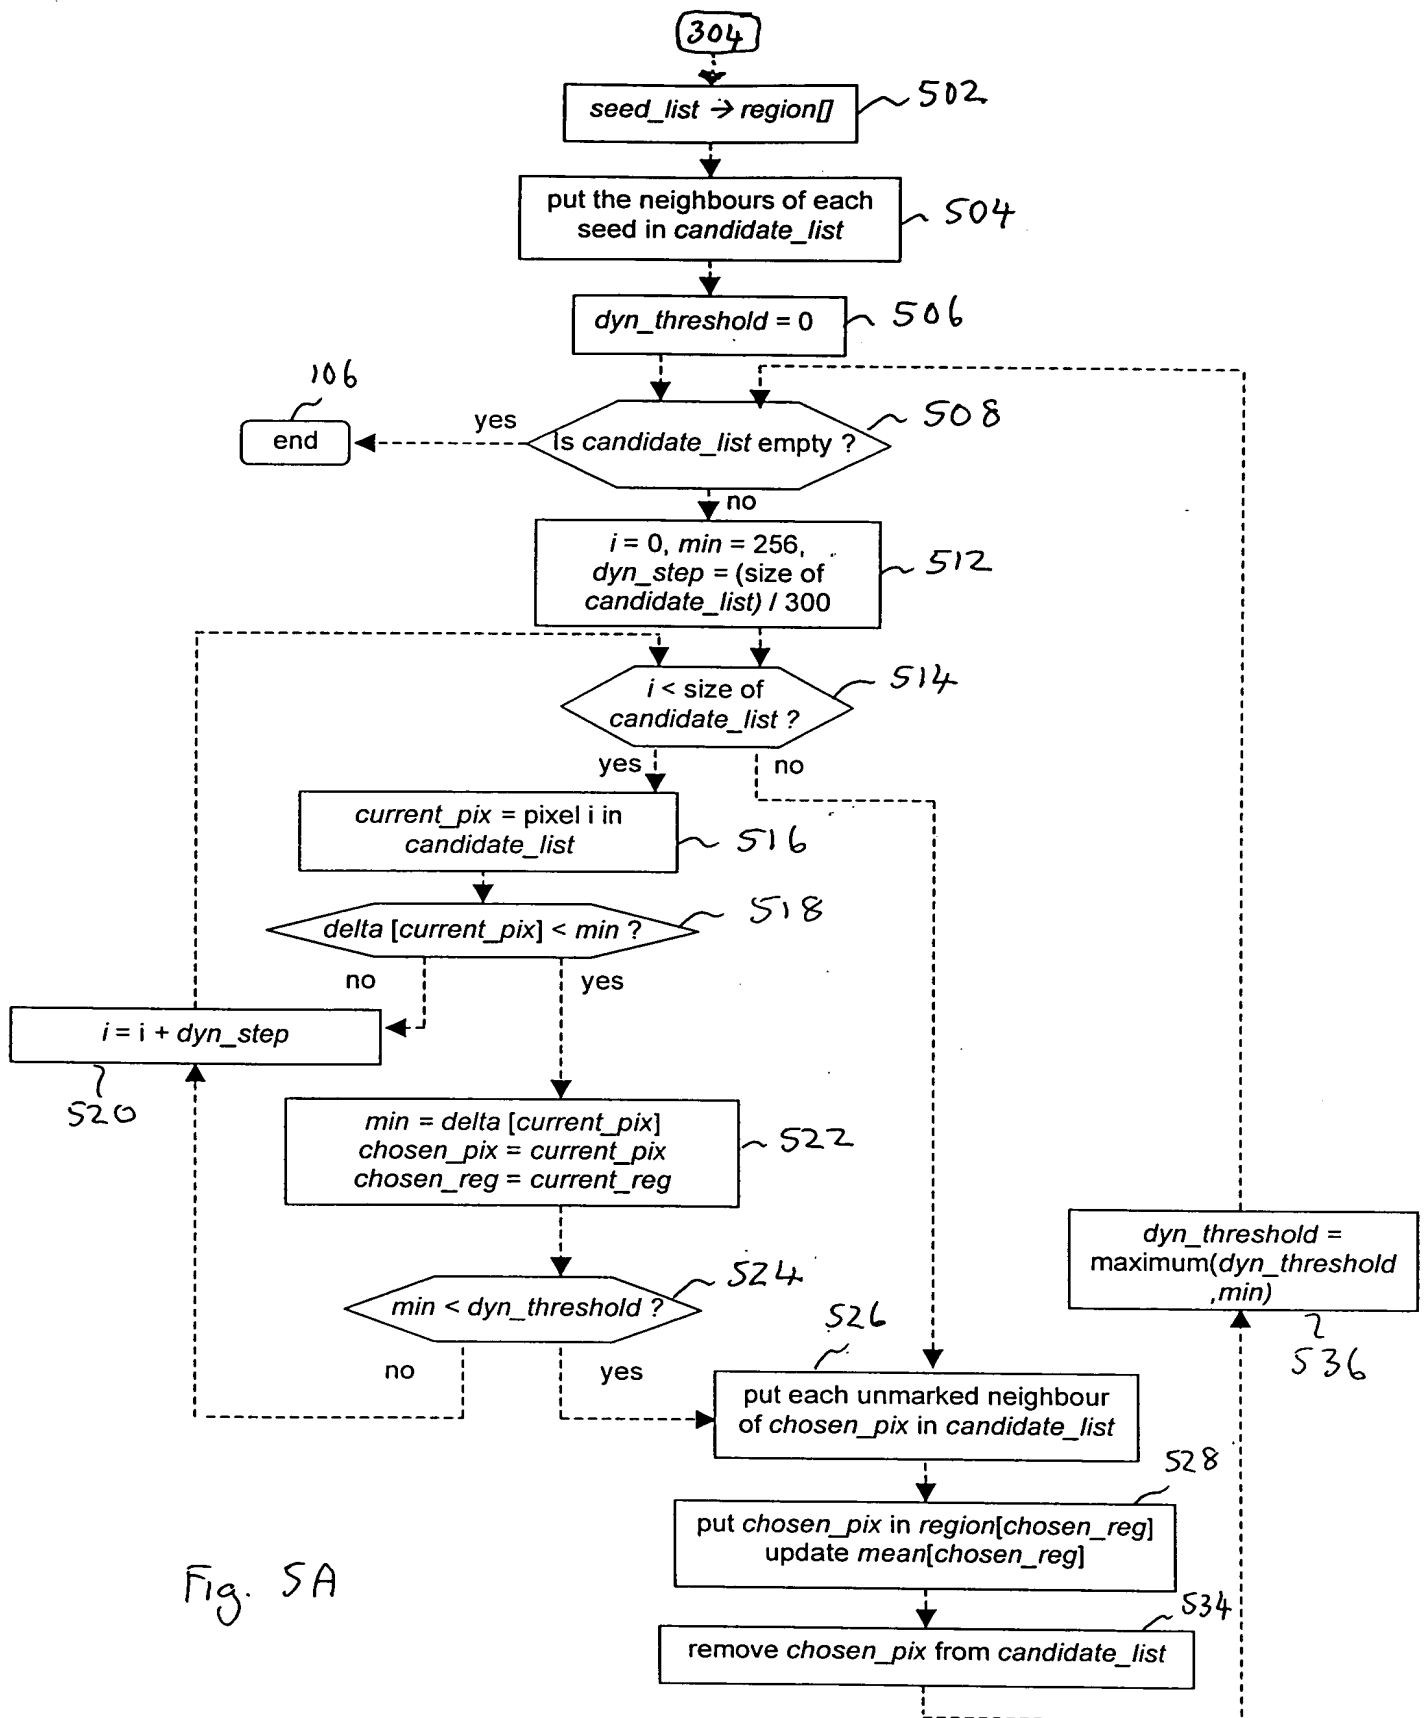 304
seed_list → region[]
502
put the neighbours of each
seed in candidate_list
504
dyn_threshold = 0
506
106
end
yes
Is candidate_list empty ?
508
no
i = 0, min = 256,
dyn_step = (size of
candidate_list) / 300
512
i < size of
candidate_list ?
514
yes
no
current_pix = pixel i in
candidate_list
516
delta [current_pix] < min ?
518
no
yes
i = i + dyn_step
520
min = delta [current_pix]
chosen_pix = current_pix
chosen_reg = current_reg
522
min < dyn_threshold ?
524
no
yes
dyn_threshold =
maximum(dyn_threshold
,min)
536
526
put each unmarked neighbour
of chosen_pix in candidate_list
528
put chosen_pix in region[chosen_reg]
update mean[chosen_reg]
534
remove chosen_pix from candidate_list
Fig. 5A